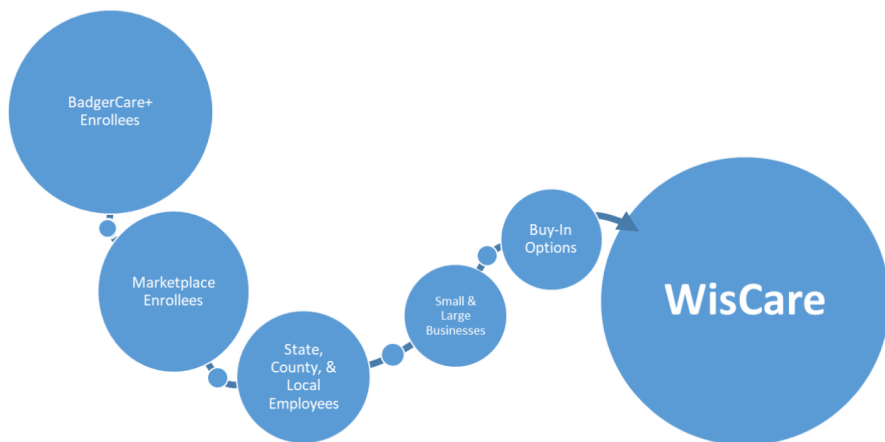 BadgerCare+
Enrollees
Marketplace
Enrollees
State,
County, &
Local
Employees
Small &
Large
Businesses
Buy-In
Options
WisCare